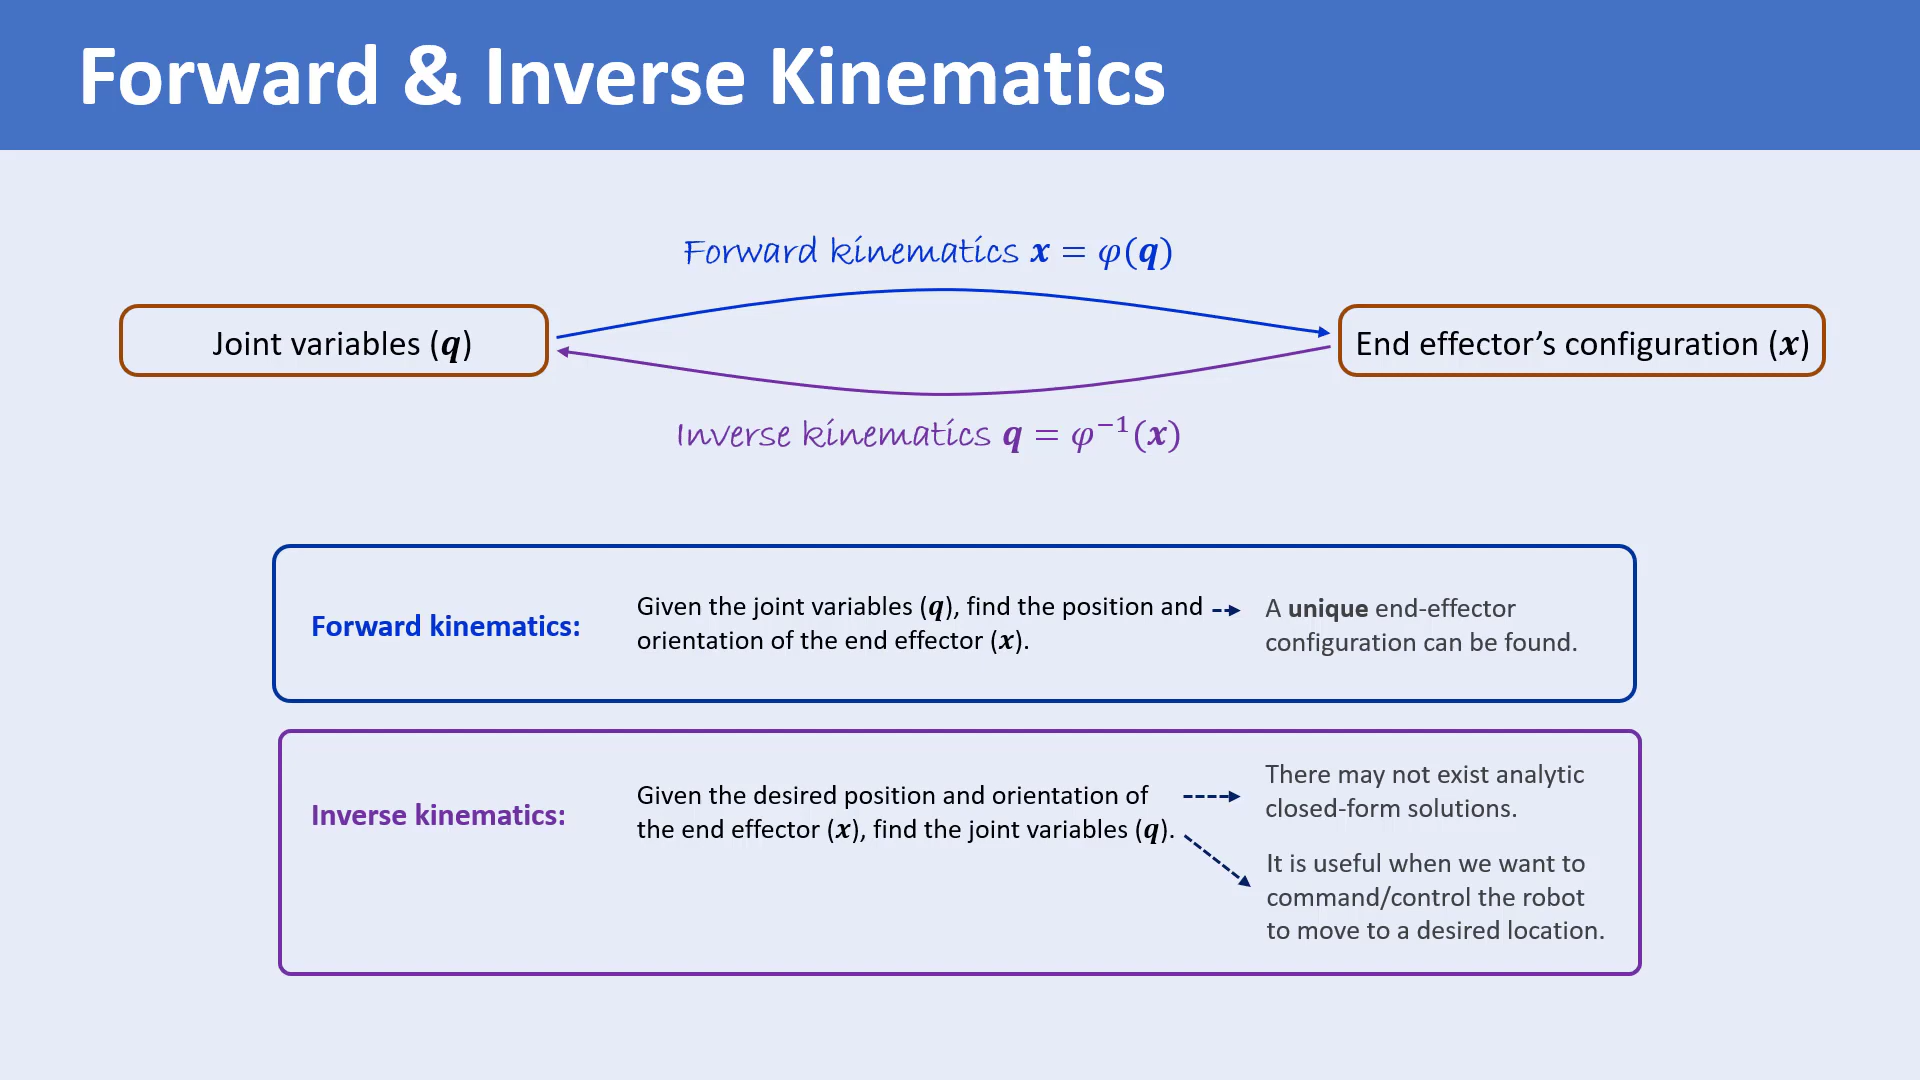 Forward & Inverse Kinematics
Forward kinematics x = φ(q)
Joint variables (q)
End effector’s configuration (x)
Inverse kinematics q = φ⁻¹(x)
Forward kinematics:
Given the joint variables (q), find the position and
orientation of the end effector (x).
A unique end-effector
configuration can be found.
Inverse kinematics:
Given the desired position and orientation of
the end effector (x), find the joint variables (q).
There may not exist analytic
closed-form solutions.
It is useful when we want to
command/control the robot
to move to a desired location.